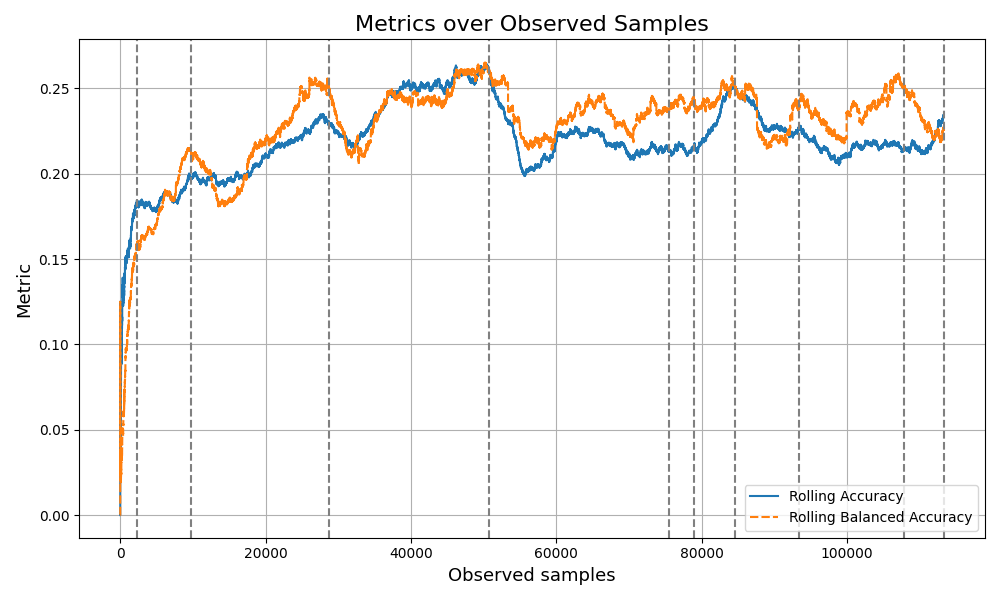 Metrics over Observed Samples
Metric
0.25
0.20
0.15
0.10
0.05
0.00
0
20000
40000
60000
80000
100000
Observed samples
Rolling Accuracy
Rolling Balanced Accuracy